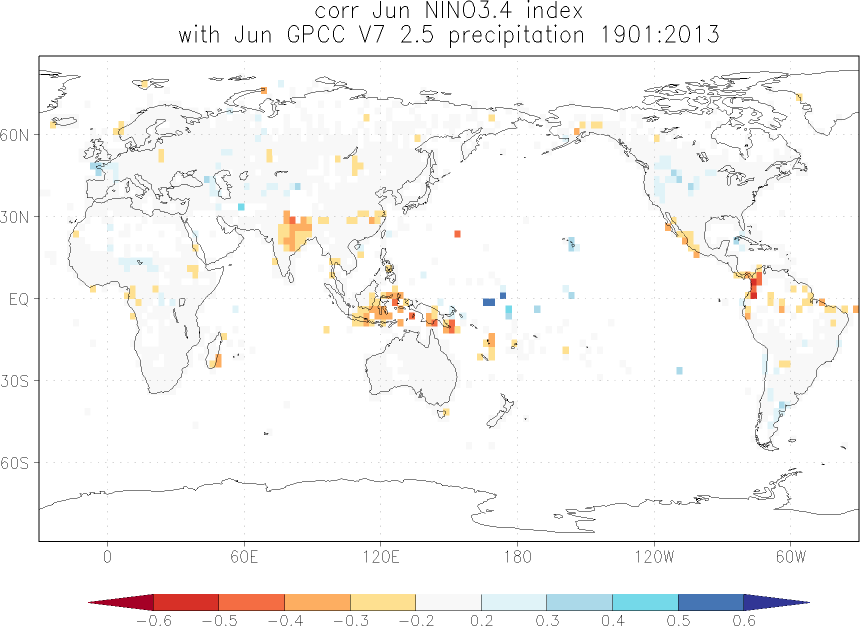 corr Jun NINO3.4 index
with Jun GPCC V7 2.5 precipitation 1901:2013
60N
30N
EQ
30S
60S
0 60E 120E 180 120W 60W
-0.6 -0.5 -0.4 -0.3 -0.2 0.2 0.3 0.4 0.5 0.6